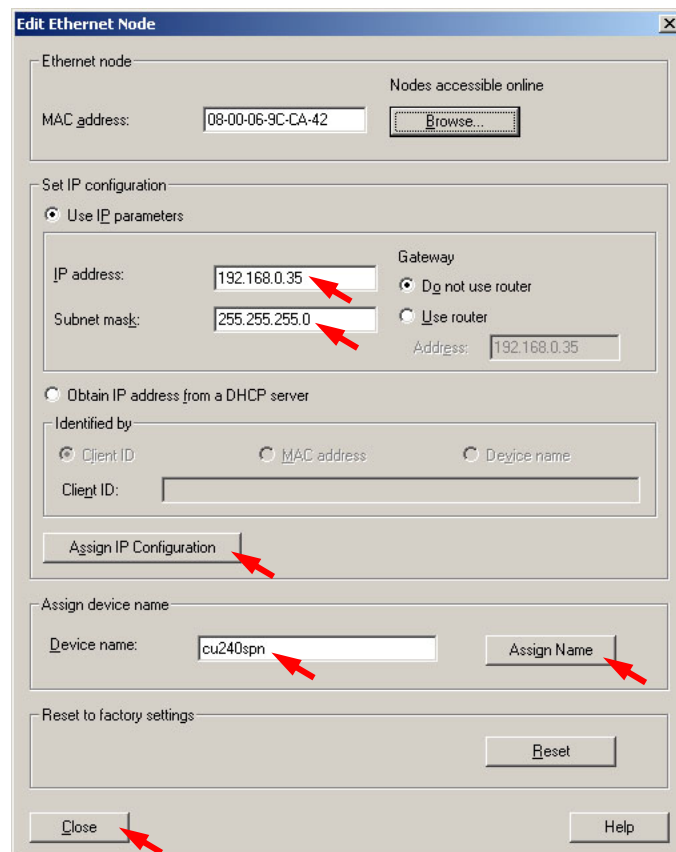 Edit Ethernet Node
Ethernet node
Nodes accessible online
MAC address: 08-00-06-9C-CA-42 Browse...
Set IP configuration
Use IP parameters
IP address: 192.168.0.35
Subnet mask: 255.255.255.0
Gateway
Do not use router
Use router
Address: 192.168.0.35
Obtain IP address from a DHCP server
Identified by
Client ID MAC address Device name
Client ID:
Assign IP Configuration
Assign device name
Device name: cu240spn Assign Name
Reset to factory settings
Reset
Close Help